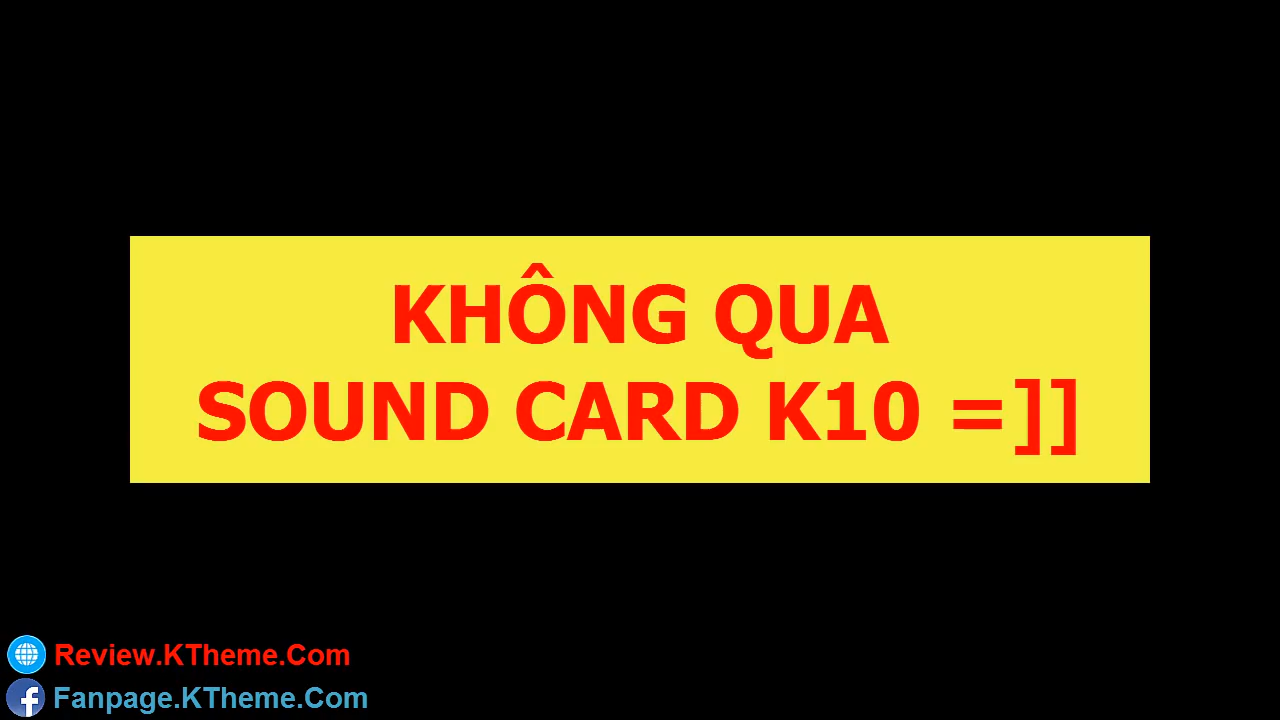 KHÔNG QUA
SOUND CARD K10 =]]
Review.KTheme.Com
Fanpage.KTheme.Com